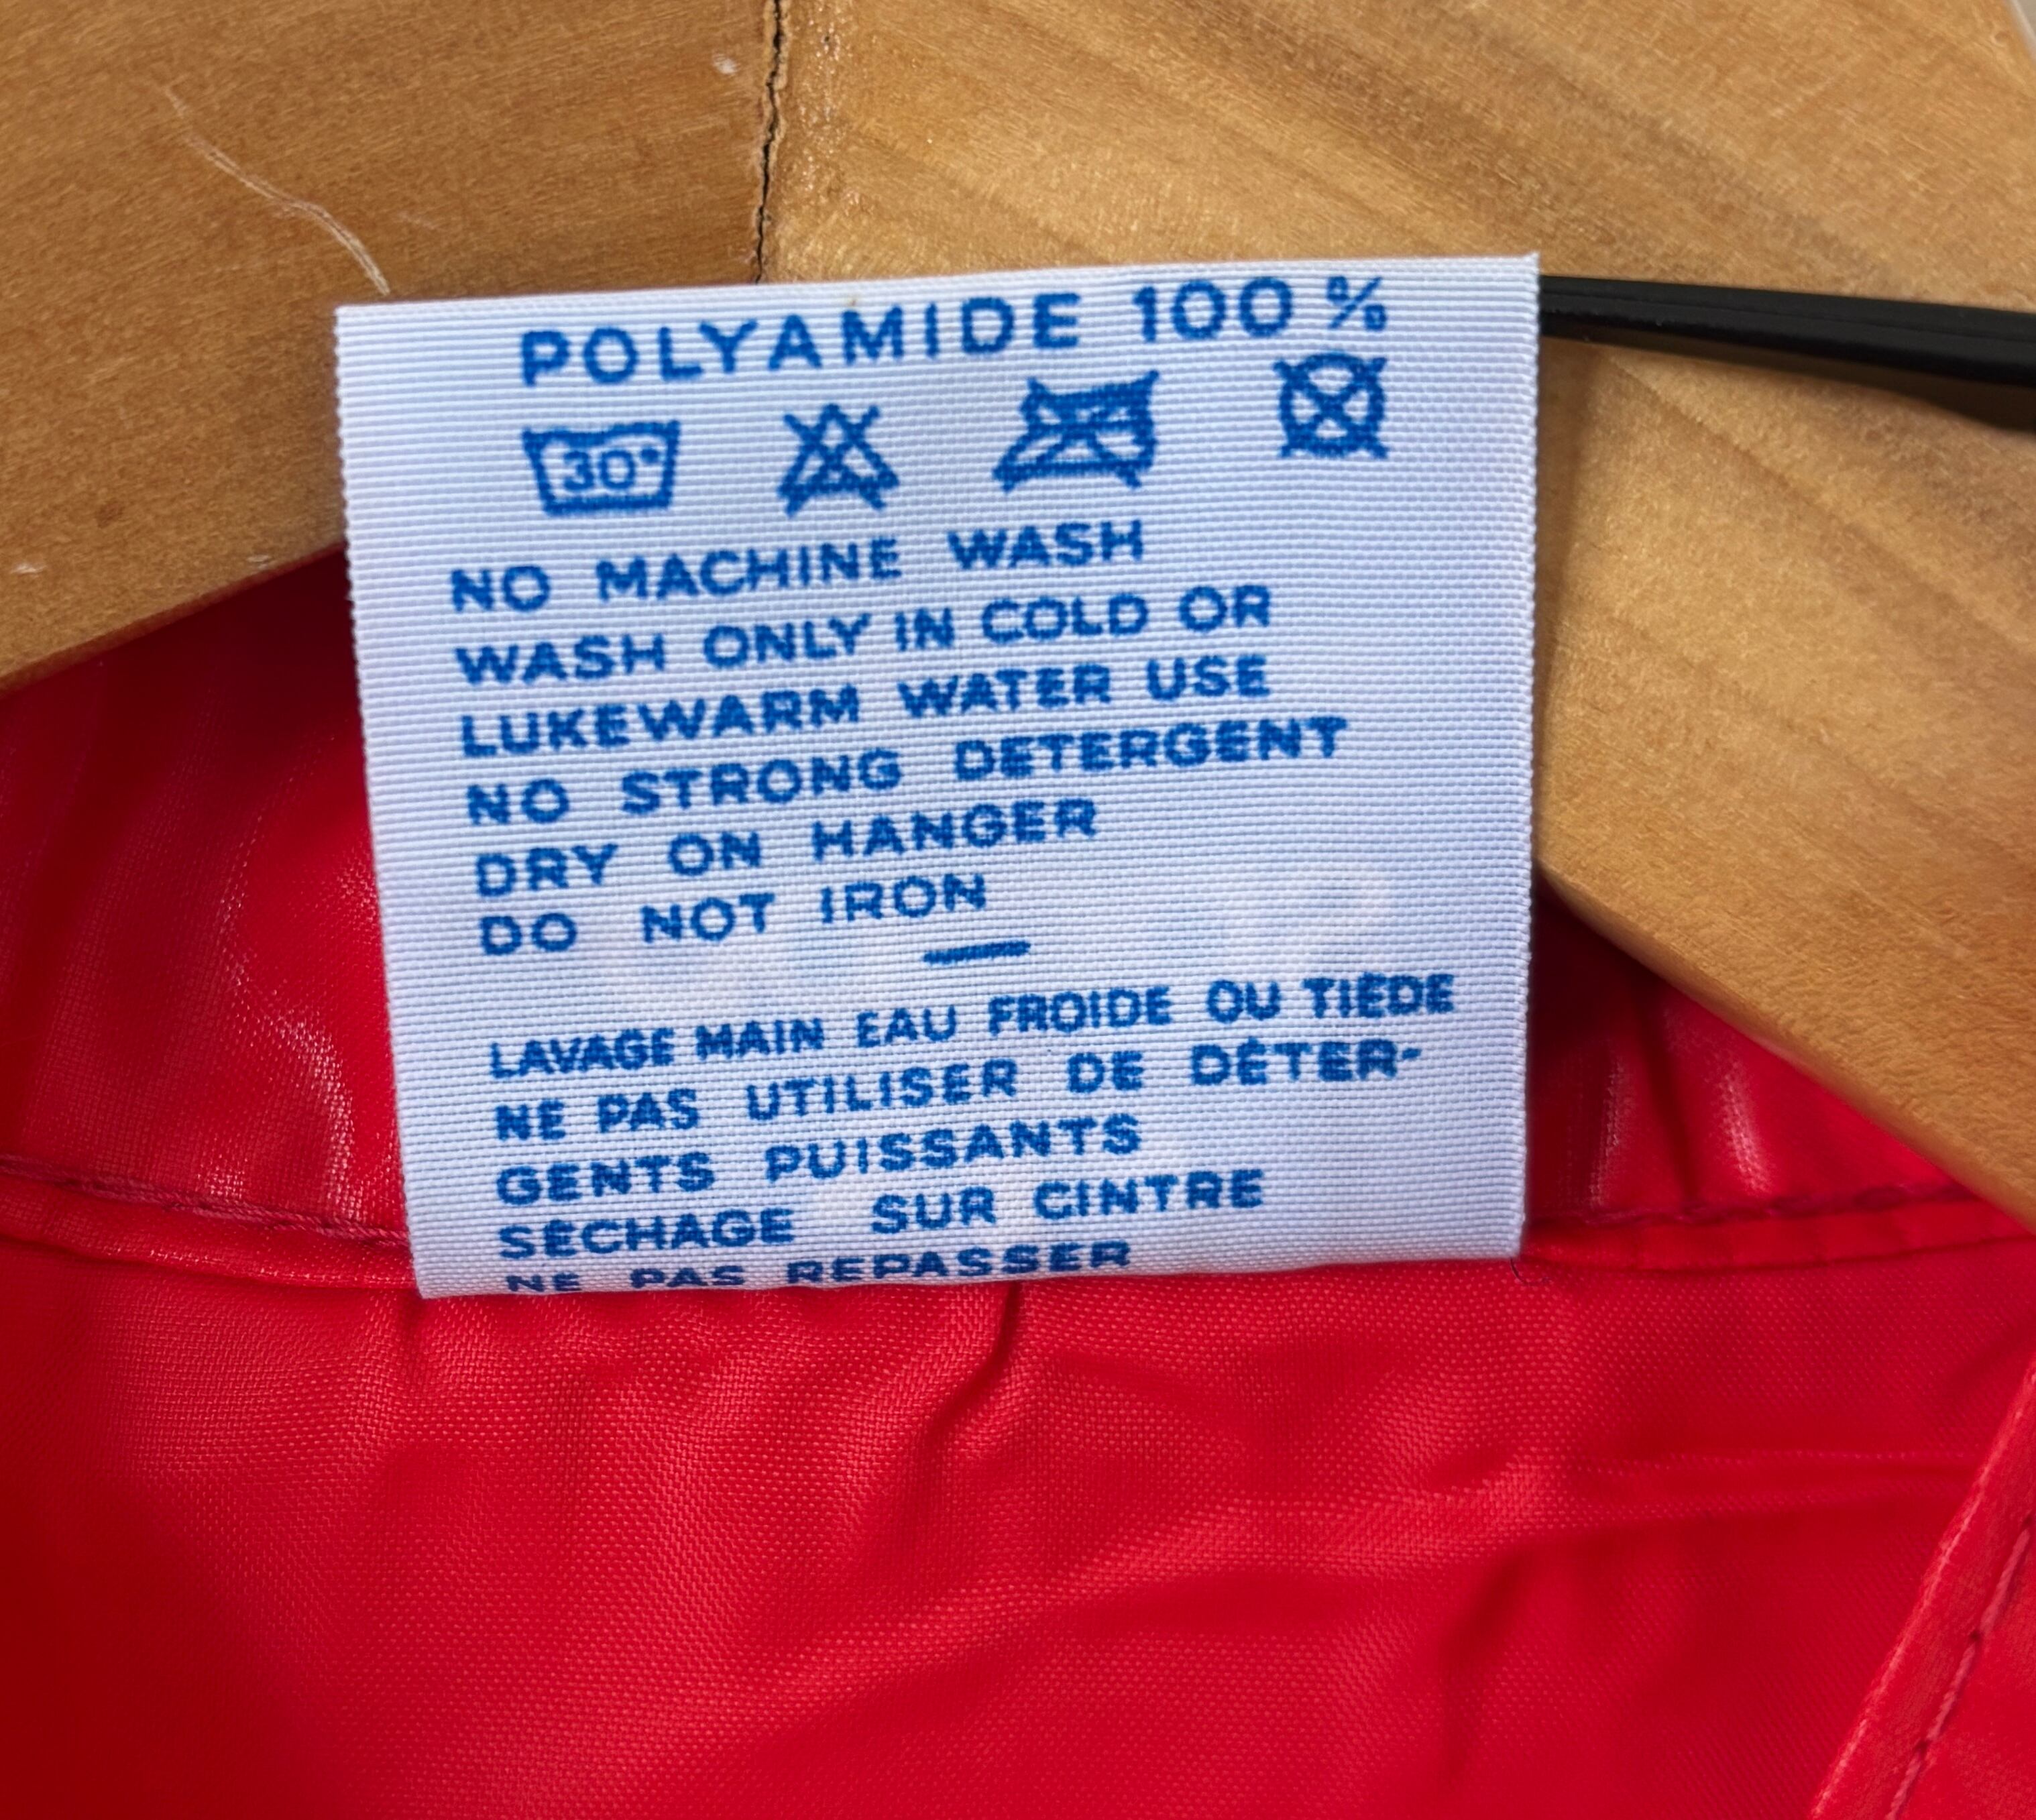 POLYAMIDE 100%
30°
NO MACHINE WASH
WASH ONLY IN COLD OR
LUKEWARM WATER USE
NO STRONG DETERGENT
DRY ON HANGER
DO NOT IRON
—
LAVAGE MAIN EAU FROIDE OU TIÉDE
NE PAS UTILISER DE DÉTER-
GENTS PUISSANTS
SÉCHAGE SUR CINTRE
NE PAS REPASSER